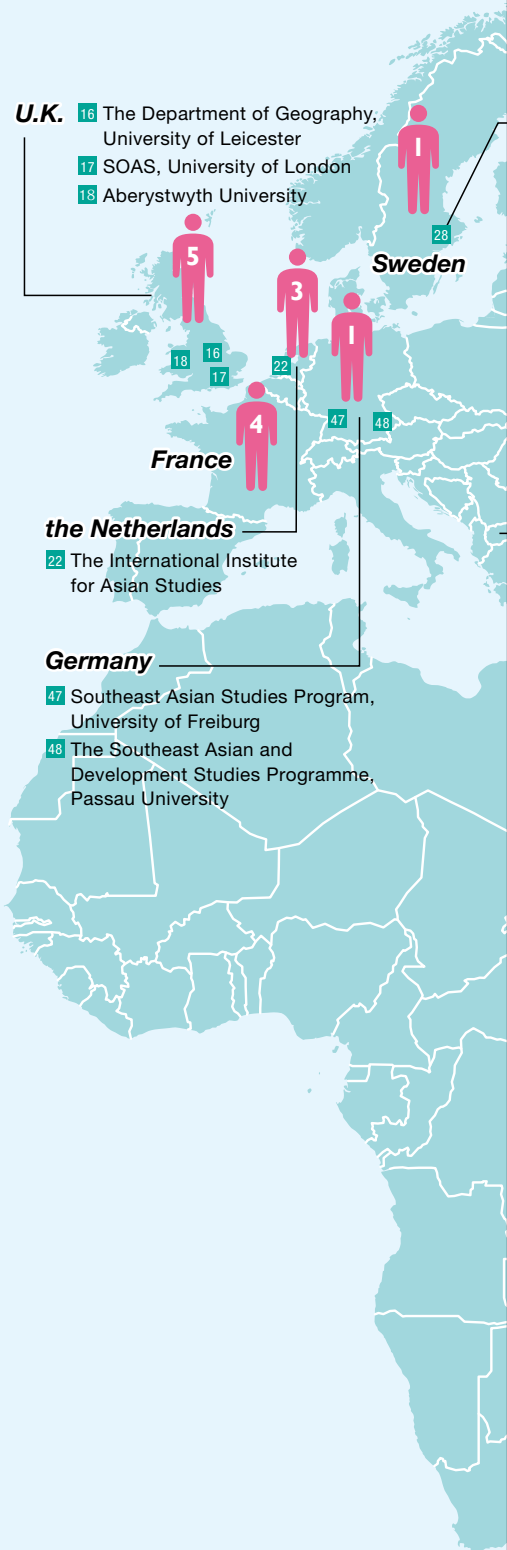 U.K.
16 The Department of Geography,
University of Leicester
17 SOAS, University of London
18 Aberystwyth University
1
28
Sweden
5
3
1
18
16
17
22
47
48
4
France
the Netherlands
22 The International Institute
for Asian Studies
Germany
47 Southeast Asian Studies Program,
University of Freiburg
48 The Southeast Asian and
Development Studies Programme,
Passau University